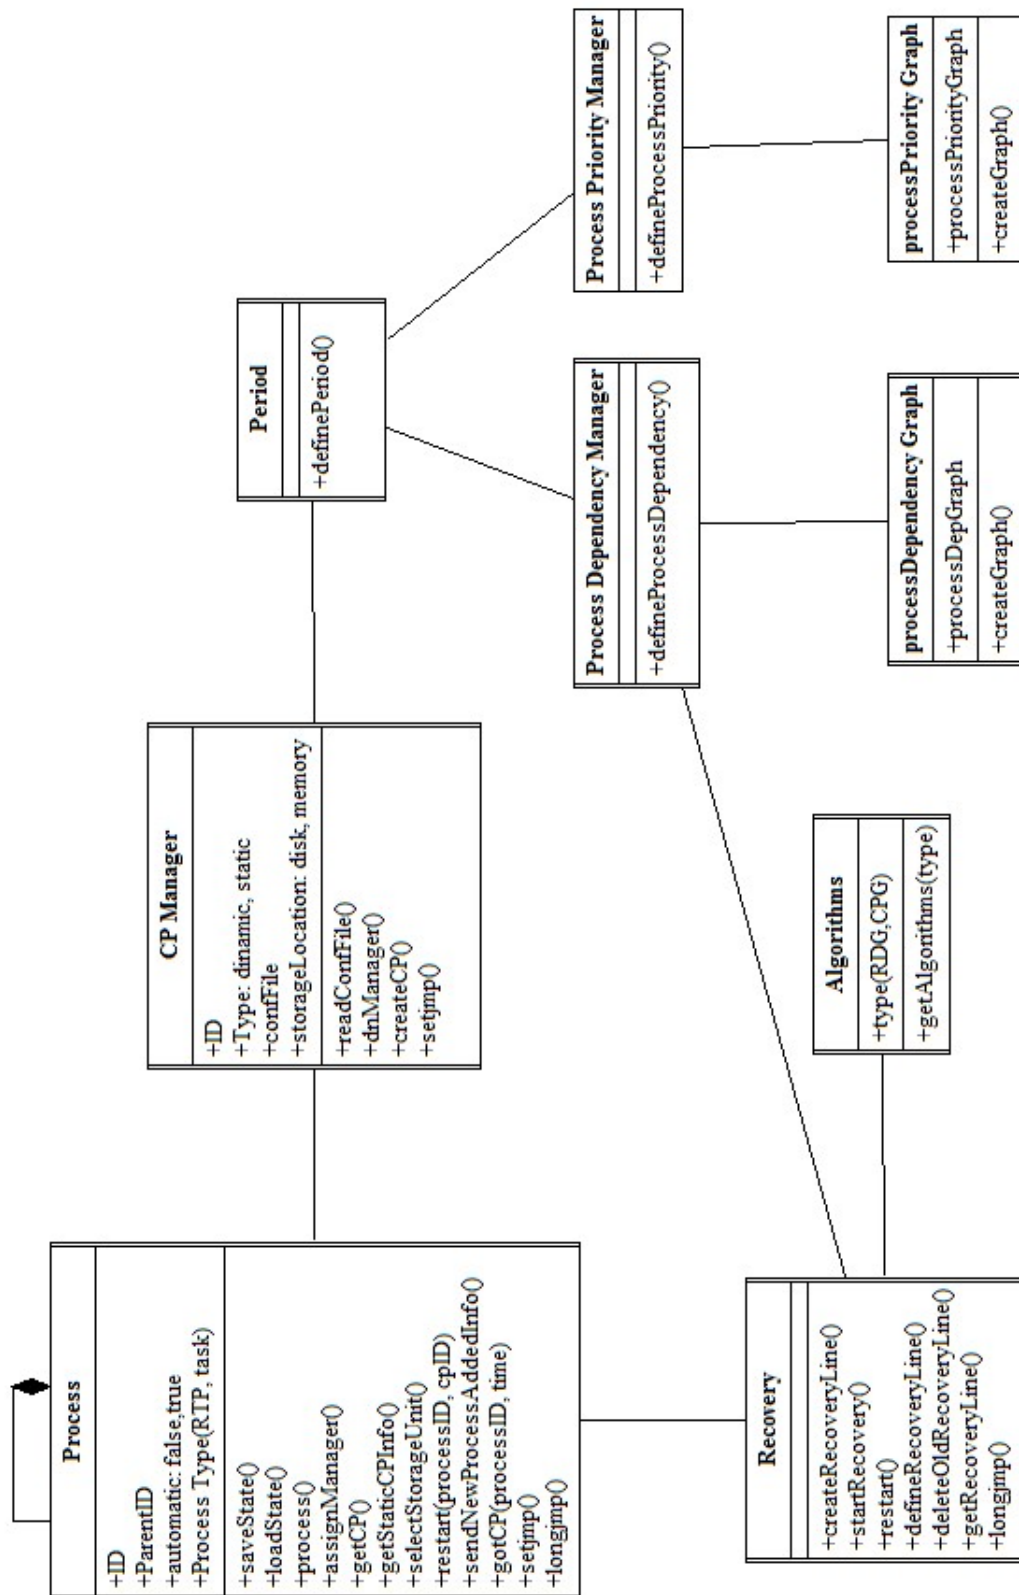 Process
+ID
+ParentID
+automatic: false,true
+Process Type(RTP, task)
+saveState()
+loadState()
+process()
+assignManager()
+getCP()
+getStaticCPInfo()
+selectStorageUnit()
+restart(processID, cpID)
+sendNewProcessAddedInfo()
+gotCP(processID, time)
+setjmp()
+longjmp()
CP Manager
+ID
+Type: dinamic, static
+confFile
+storageLocation: disk, memory
+readConfFile()
+dnManager()
+createCP()
+setjmp()
Period
+definePeriod()
Process Dependency Manager
+defineProcessDependency()
Process Priority Manager
+defineProcessPriority()
Recovery
+createRecoveryLine()
+startRecovery()
+restart()
+defineRecoveryLine()
+deleteOldRecoveryLine()
+getRecoveryLine()
+longjmp()
Algorithms
+type(RDG,CPG)
+getAlgorithms(type)
processDependency Graph
+processDepGraph
+createGraph()
processPriority Graph
+processPriorityGraph
+createGraph()